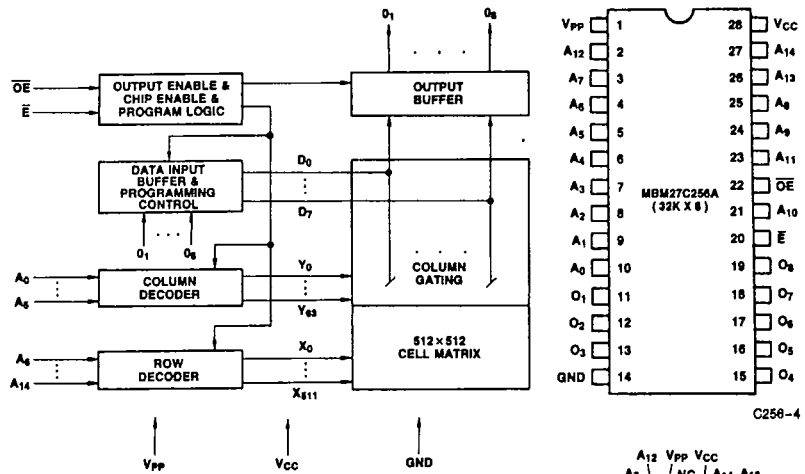 O1 . . . O8
OE
E
OUTPUT ENABLE &
CHIP ENABLE &
PROGRAM LOGIC
OUTPUT
BUFFER
DATA INPUT
BUFFER &
PROGRAMMING
CONTROL
D0
D7
O1 . . . O8
A0
A5
COLUMN
DECODER
Y0
Y63
COLUMN
GATING
A6
A14
ROW
DECODER
X0
X511
512×512
CELL MATRIX
VPP VCC GND
VPP 1 28 VCC
A12 2 27 A14
A7 3 26 A13
A6 4 25 A8
A5 5 24 A9
A4 6 23 A11
A3 7 22 OE
A2 8 21 A10
A1 9 20 E
A0 10 19 O8
O1 11 18 O7
O2 12 17 O6
O3 13 16 O5
GND 14 15 O4
MBM27C256A
(32K X 8)
C256-4
A12 VPP VCC
NC